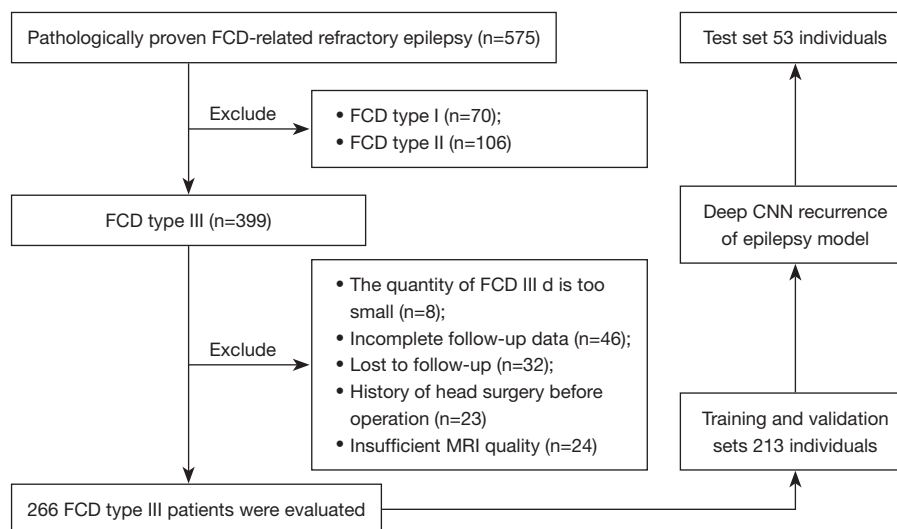 Pathologically proven FCD-related refractory epilepsy (n=575)
Exclude
• FCD type I (n=70);
• FCD type II (n=106)
FCD type III (n=399)
Exclude
• The quantity of FCD III d is too
small (n=8);
• Incomplete follow-up data (n=46);
• Lost to follow-up (n=32);
• History of head surgery before
operation (n=23)
• Insufficient MRI quality (n=24)
266 FCD type III patients were evaluated
Training and validation
sets 213 individuals
Deep CNN recurrence
of epilepsy model
Test set 53 individuals